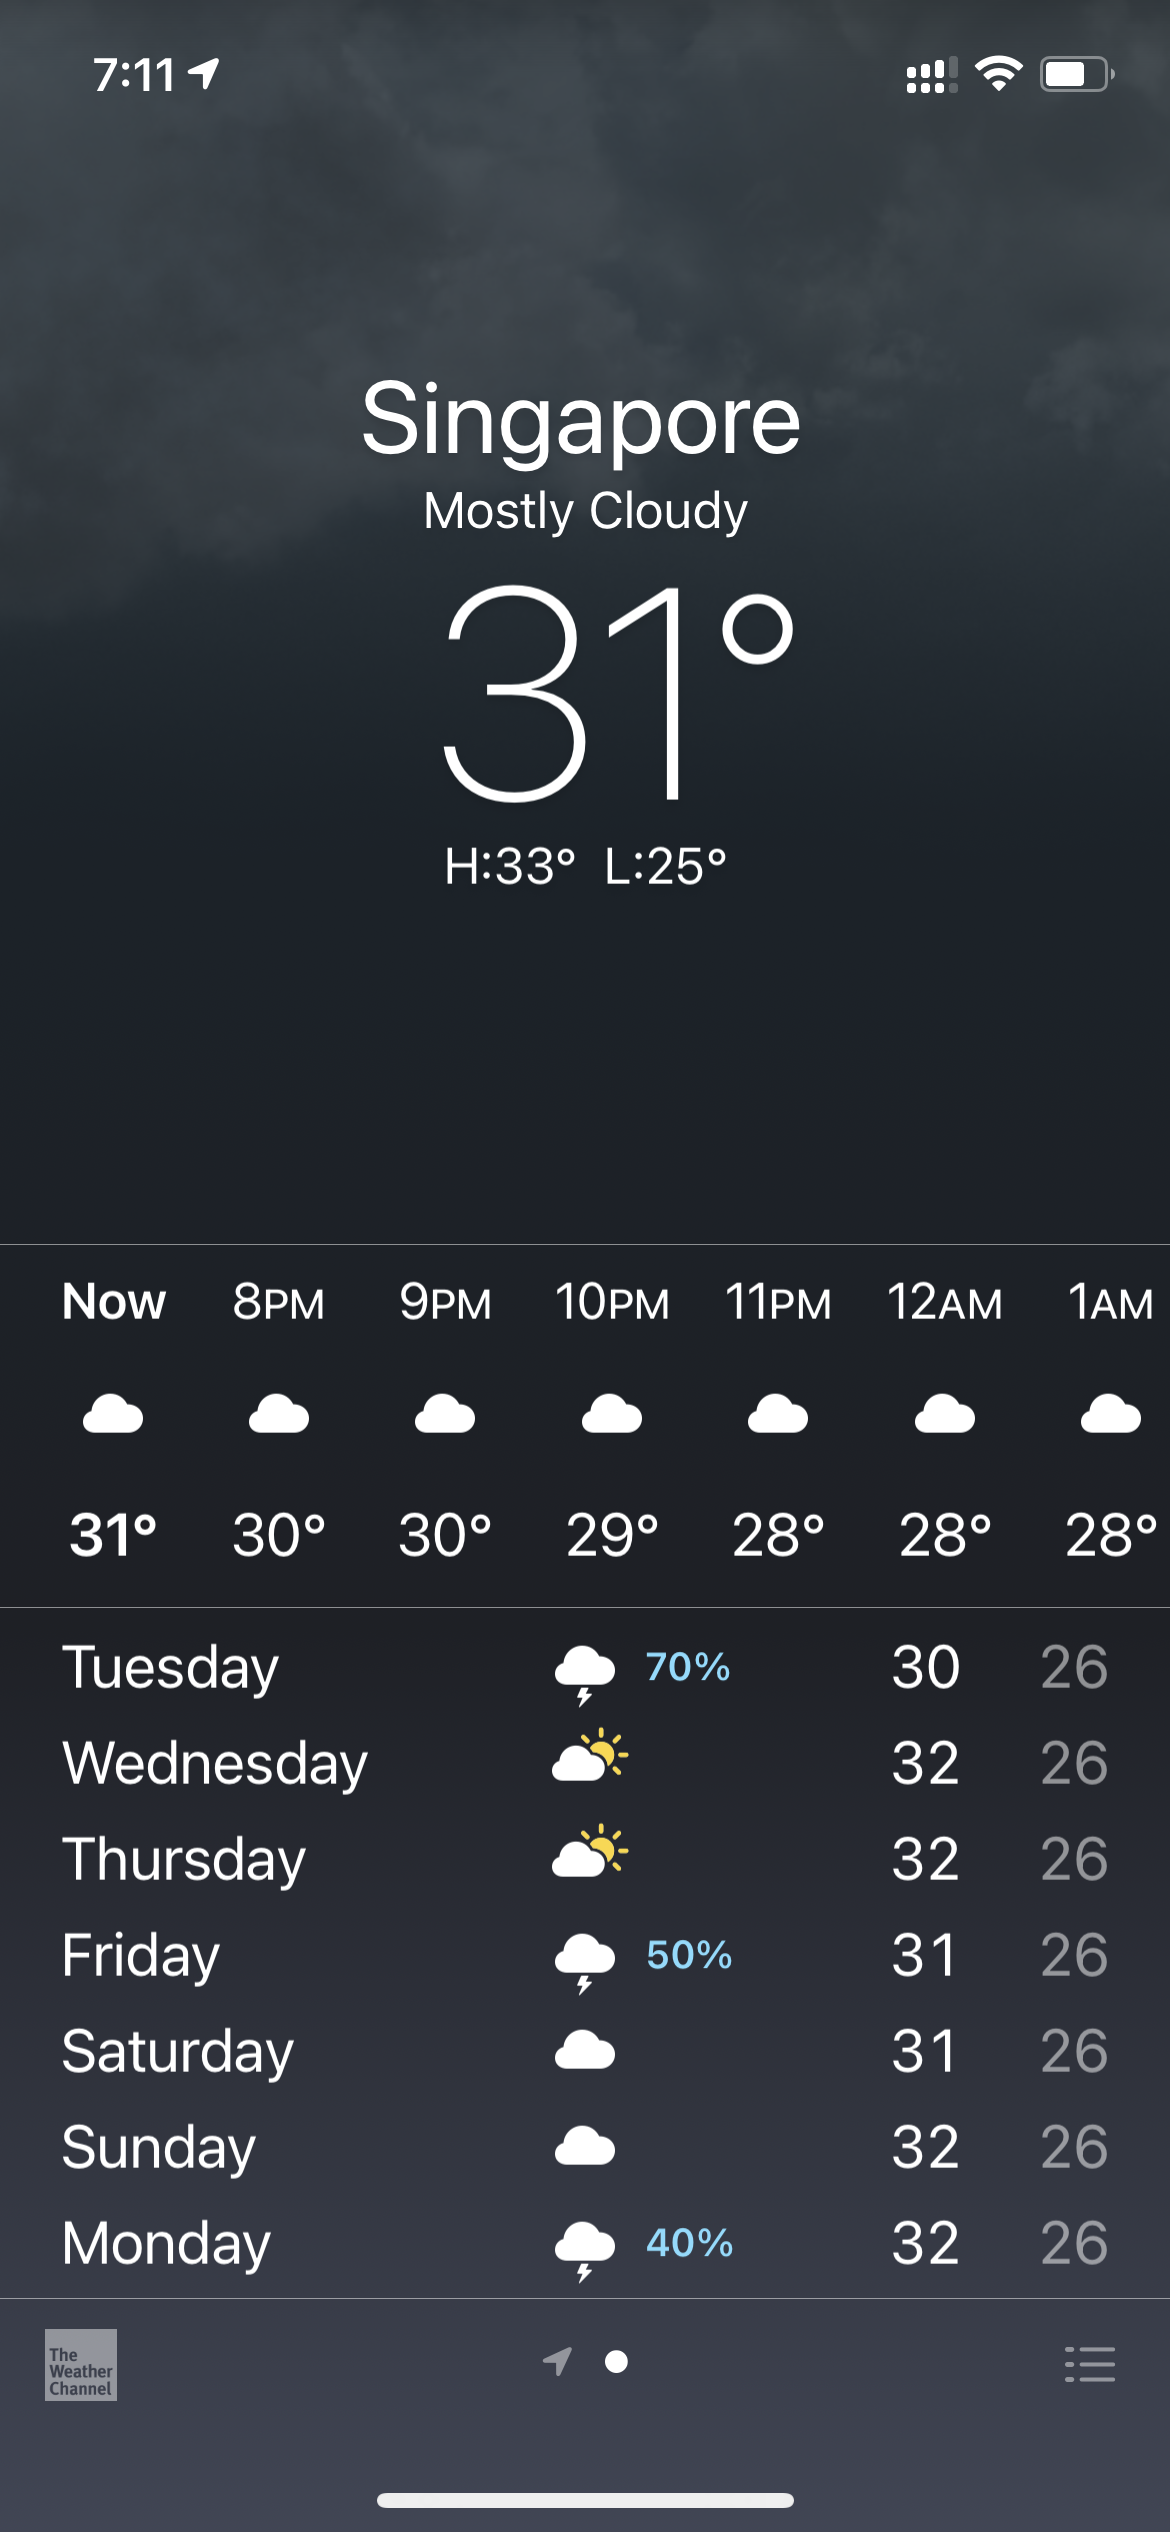 7:11
Singapore
Mostly Cloudy
31°
H:33° L:25°
Now 8PM 9PM 10PM 11PM 12AM 1AM
31° 30° 30° 29° 28° 28° 28°
Tuesday 70% 30 26
Wednesday 32 26
Thursday 32 26
Friday 50% 31 26
Saturday 31 26
Sunday 32 26
Monday 40% 32 26
The
Weather
Channel